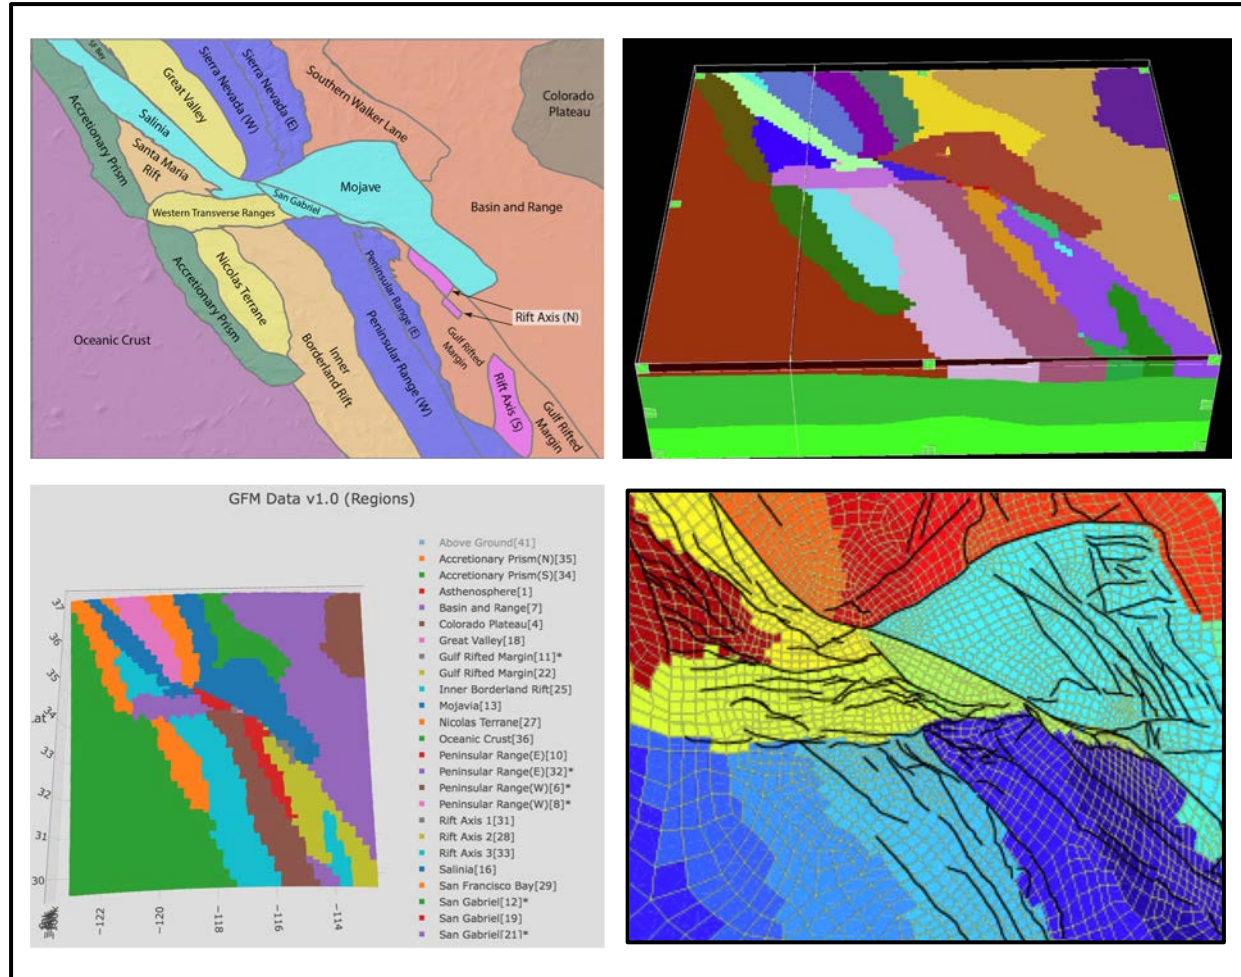 SF Bay
Great Valley
Sierra Nevada (W)
Sierra Nevada (E)
Southern Walker Lane
Colorado
Plateau
Accretionary Prism
Salinia
Santa Maria
Rift
Mojave
San Gabriel
Western Transverse Ranges
Basin and Range
Nicolas Terrane
Accretionary Prism
Peninsular Range (E)
Peninsular Range (W)
Rift Axis (N)
Oceanic Crust
Inner
Borderland Rift
Gulf Rifted
Margin
Rift Axis (S)
Gulf Rifted
Margin
GFM Data v1.0 (Regions)
Above Ground[41]
Accretionary Prism(N)[35]
Accretionary Prism(S)[34]
Asthenosphere[1]
Basin and Range[7]
Colorado Plateau[4]
Great Valley[18]
Gulf Rifted Margin[11]*
Gulf Rifted Margin[22]
Inner Borderland Rift[25]
Mojavia[13]
Nicolas Terrane[27]
Oceanic Crust[36]
Peninsular Range(E)[10]
Peninsular Range(E)[32]*
Peninsular Range(W)[6]*
Peninsular Range(W)[8]*
Rift Axis 1[31]
Rift Axis 2[28]
Rift Axis 3[33]
Salinia[16]
San Francisco Bay[29]
San Gabriel[12]*
San Gabriel[19]
San Gabriel[21]*
37
36
35
34
33
32
31
30
−122
−120
−118
−116
−114